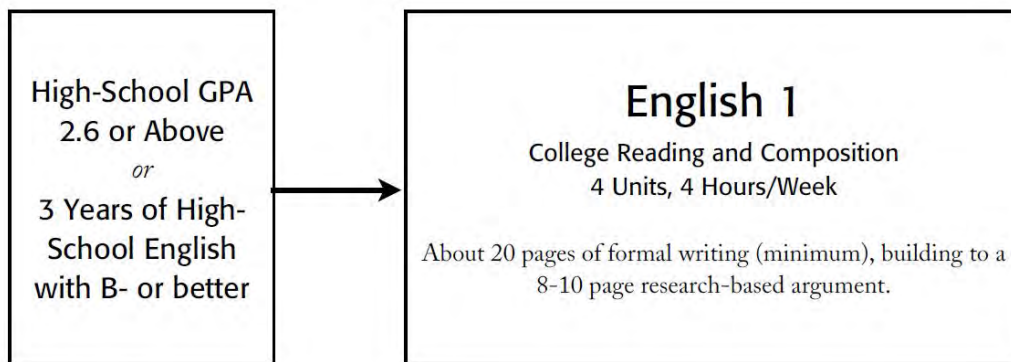 High-School GPA
2.6 or Above
or
3 Years of High-
School English
with B- or better
English 1
College Reading and Composition
4 Units, 4 Hours/Week
About 20 pages of formal writing (minimum), building to a
8-10 page research-based argument.